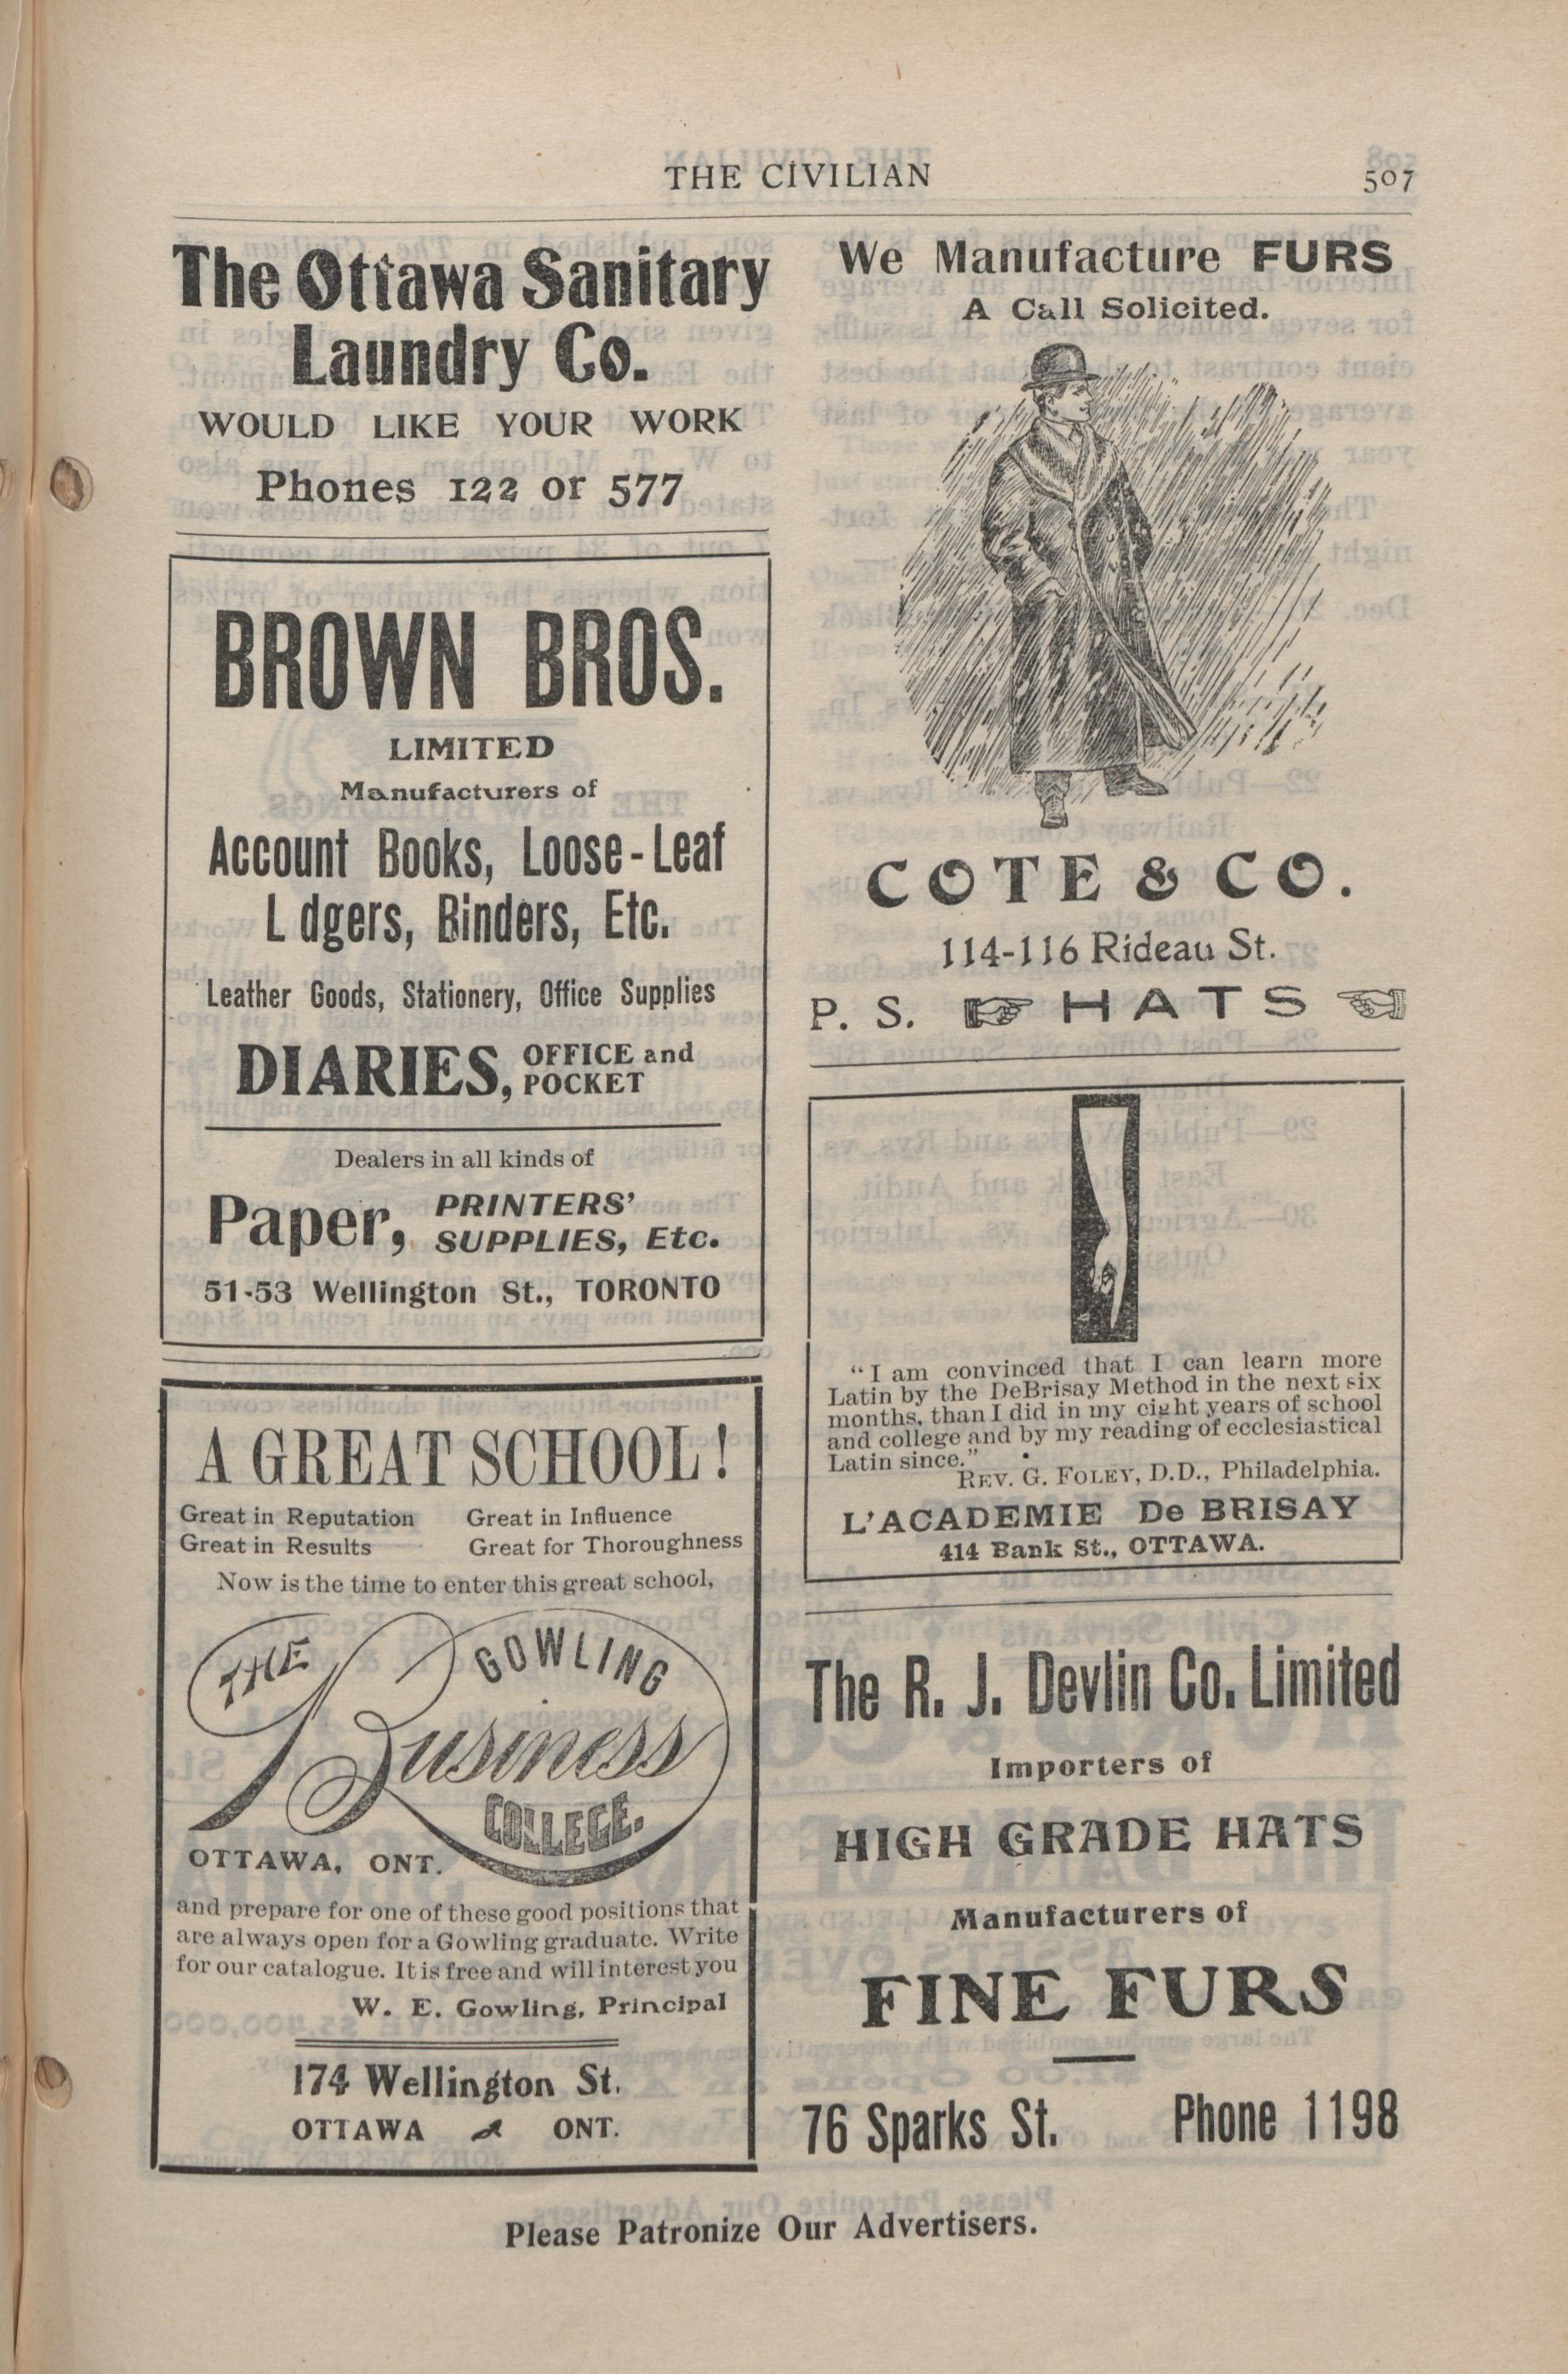 THE CIVILIAN
507
The Ottawa Sanitary
Laundry Co.
WOULD LIKE YOUR WORK
Phones 122 or 577
BROWN BROS.
LIMITED
Manufacturers of
Account Books, Loose-Leaf
L dgers, Binders, Etc.
Leather Goods, Stationery, Office Supplies
DIARIES, OFFICE and
POCKET
Dealers in all kinds of
Paper, PRINTERS'
SUPPLIES, Etc.
51-53 Wellington St., TORONTO
A GREAT SCHOOL!
Great in Reputation Great in Influence
Great in Results Great for Thoroughness
Now is the time to enter this great school,
THE GOWLING
Business
COLLEGE.
OTTAWA, ONT.
and prepare for one of these good positions that
are always open for a Gowling graduate. Write
for our catalogue. It is free and will interest you
W. E. Gowling, Principal
174 Wellington St.
OTTAWA ONT.
We Manufacture FURS
A Call Solicited.
COTE & CO.
114-116 Rideau St.
P. S. HATS
"I am convinced that I can learn more
Latin by the DeBrisay Method in the next six
months, than I did in my eight years of school
and college and by my reading of ecclesiastical
Latin since."
REV. G. FOLEY, D.D., Philadelphia.
L'ACADEMIE De BRISAY
414 Bank St., OTTAWA.
The R. J. Devlin Co. Limited
Importers of
HIGH GRADE HATS
Manufacturers of
FINE FURS
76 Sparks St. Phone 1198
Please Patronize Our Advertisers.